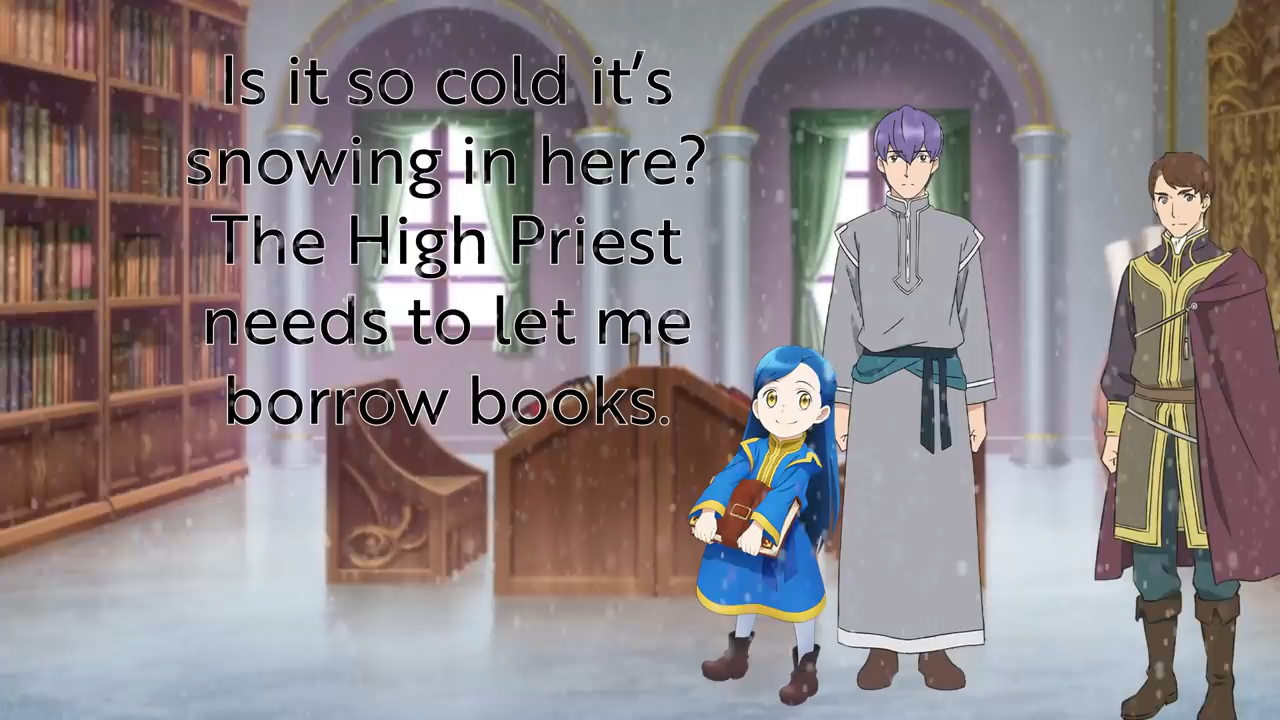 Is it so cold it's
snowing in here?
The High Priest
needs to let me
borrow books.